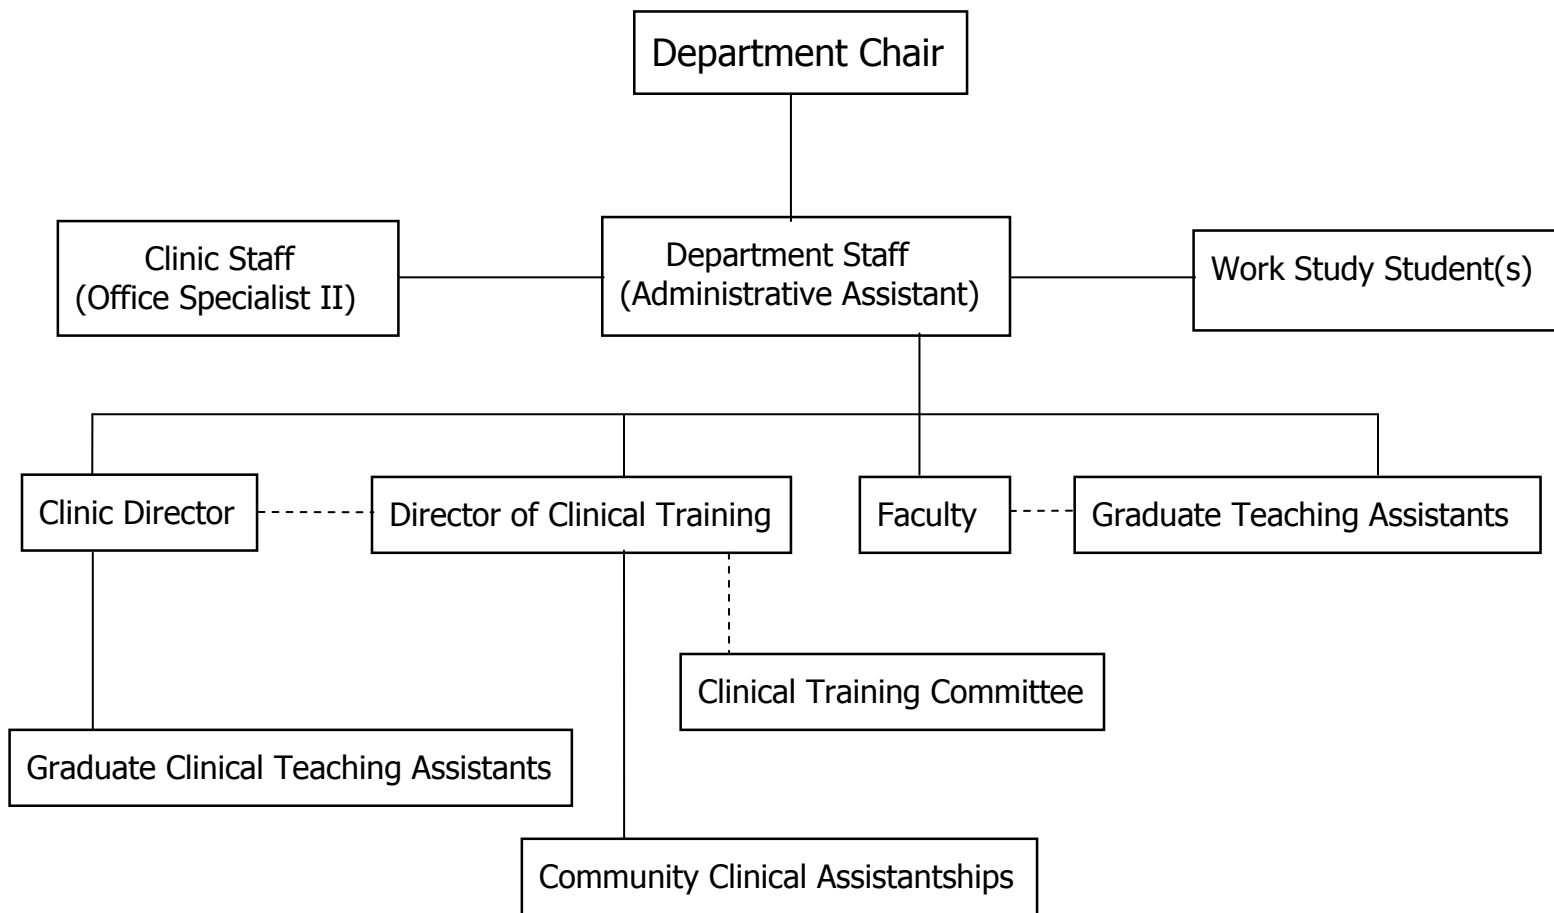 Department Chair
Clinic Staff
(Office Specialist II)
Department Staff
(Administrative Assistant)
Work Study Student(s)
Clinic Director
Director of Clinical Training
Faculty
Graduate Teaching Assistants
Clinical Training Committee
Graduate Clinical Teaching Assistants
Community Clinical Assistantships